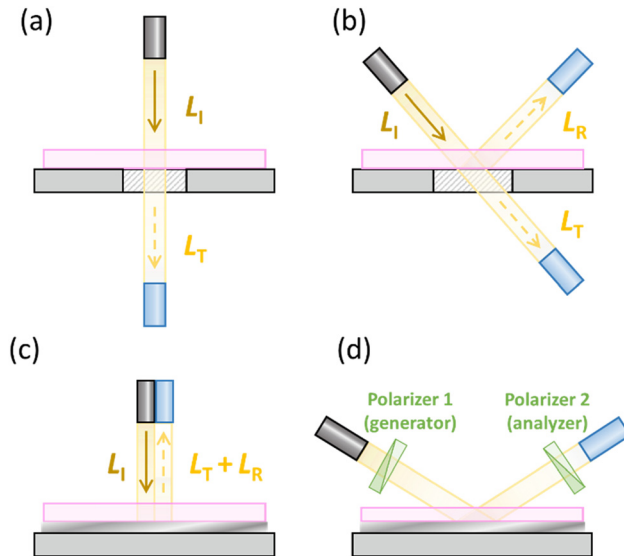 (a)
(b)
L_I
L_T
L_I
L_R
L_T
(c)
(d)
L_I
L_T + L_R
Polarizer 1
(generator)
Polarizer 2
(analyzer)